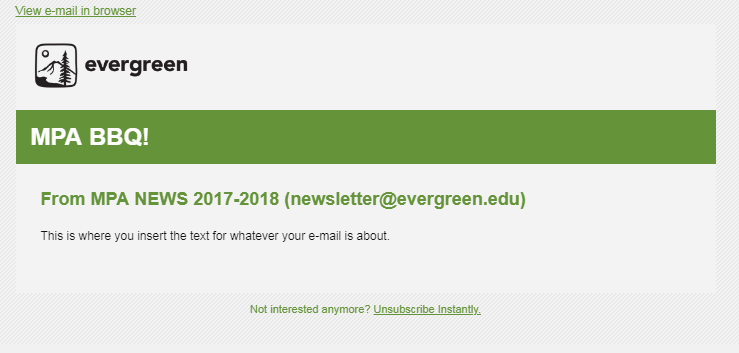 View e-mail in browser
evergreen
MPA BBQ!
From MPA NEWS 2017-2018 (newsletter@evergreen.edu)
This is where you insert the text for whatever your e-mail is about.
Not interested anymore? Unsubscribe Instantly.